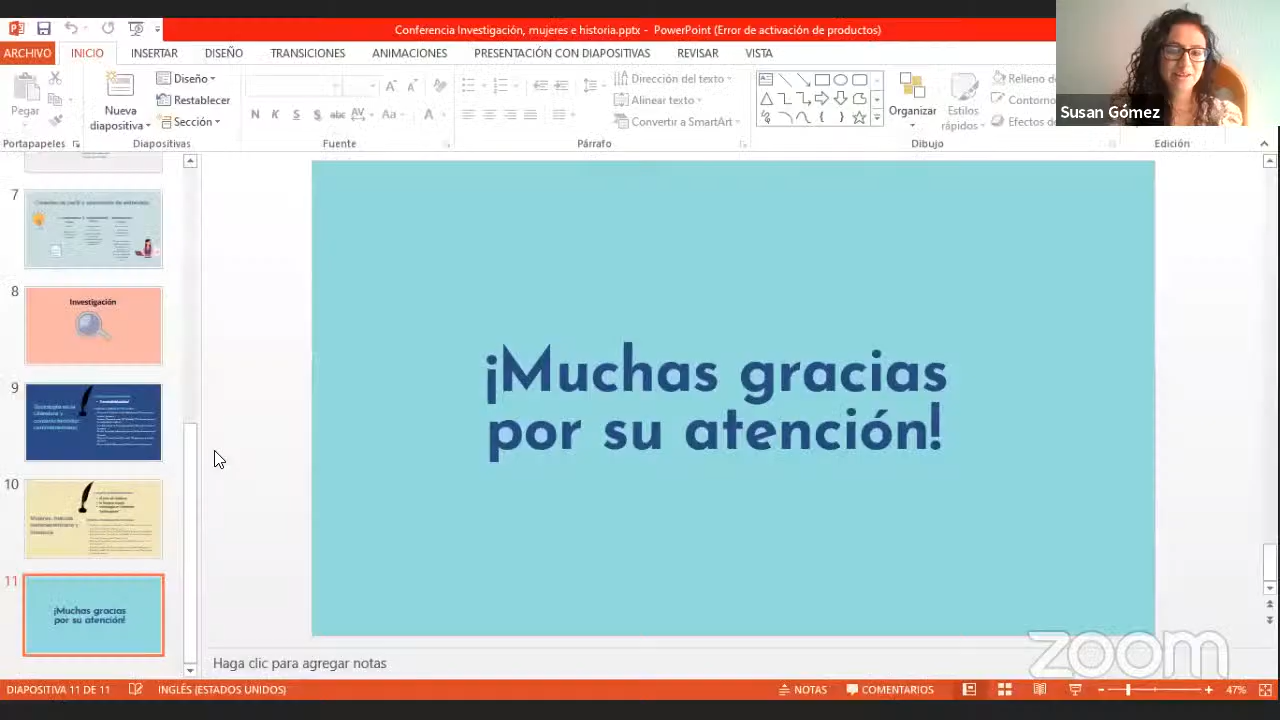 Conferencia Investigación, mujeres e historia.pptx - PowerPoint (Error de activación de productos)
ARCHIVO INICIO INSERTAR DISEÑO TRANSICIONES ANIMACIONES PRESENTACIÓN CON DIAPOSITIVAS REVISAR VISTA
Pegar
Nueva
diapositiva
Diseño
Restablecer
Sección
N K S S abc
Dirección del texto
Alinear texto
Convertir a SmartArt
Organizar
Estilos
rápidos
Relleno
Contorno
Efectos
Susan Gómez
Portapapeles Diapositivas Fuente Párrafo Dibujo Edición
7
8
Investigación
9
10
11
¡Muchas gracias
por su atención!
¡Muchas gracias
por su atención!
Haga clic para agregar notas
zoom
DIAPOSITIVA 11 DE 11 INGLÉS (ESTADOS UNIDOS) NOTAS COMENTARIOS 47%